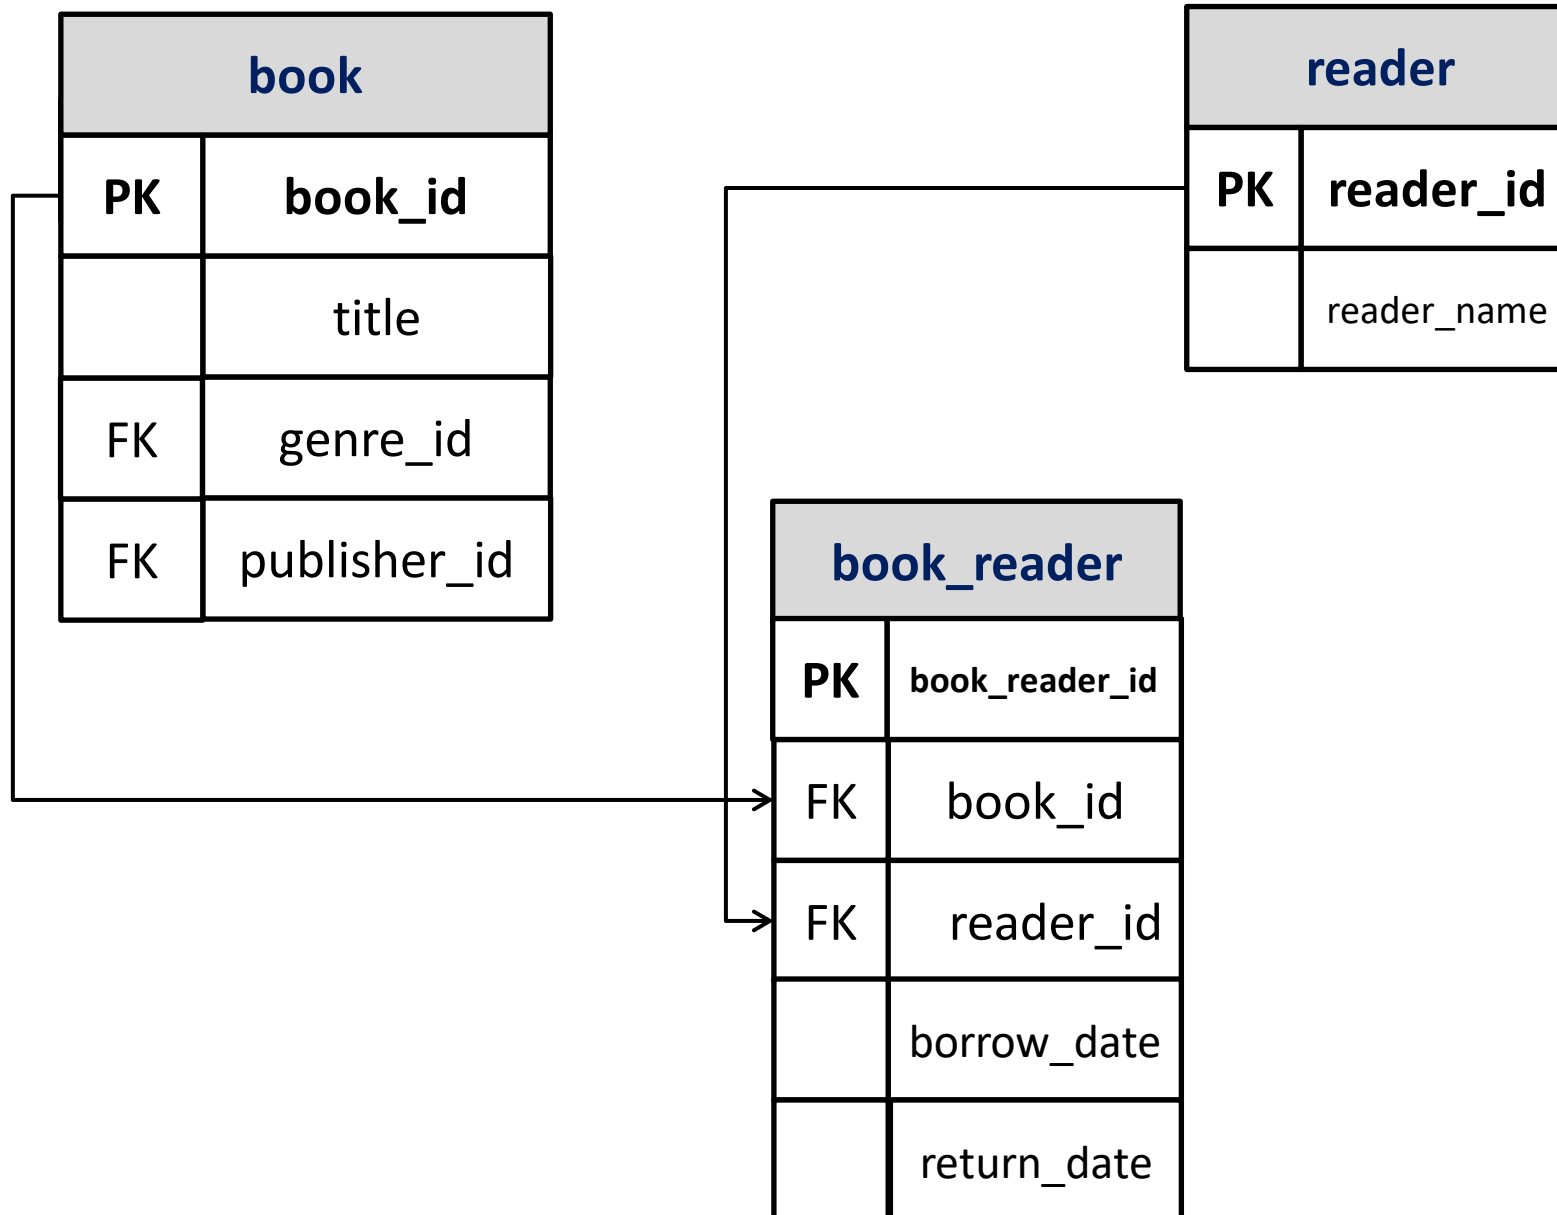 book
PK book_id
title
FK genre_id
FK publisher_id
reader
PK reader_id
reader_name
book_reader
PK book_reader_id
FK book_id
FK reader_id
borrow_date
return_date